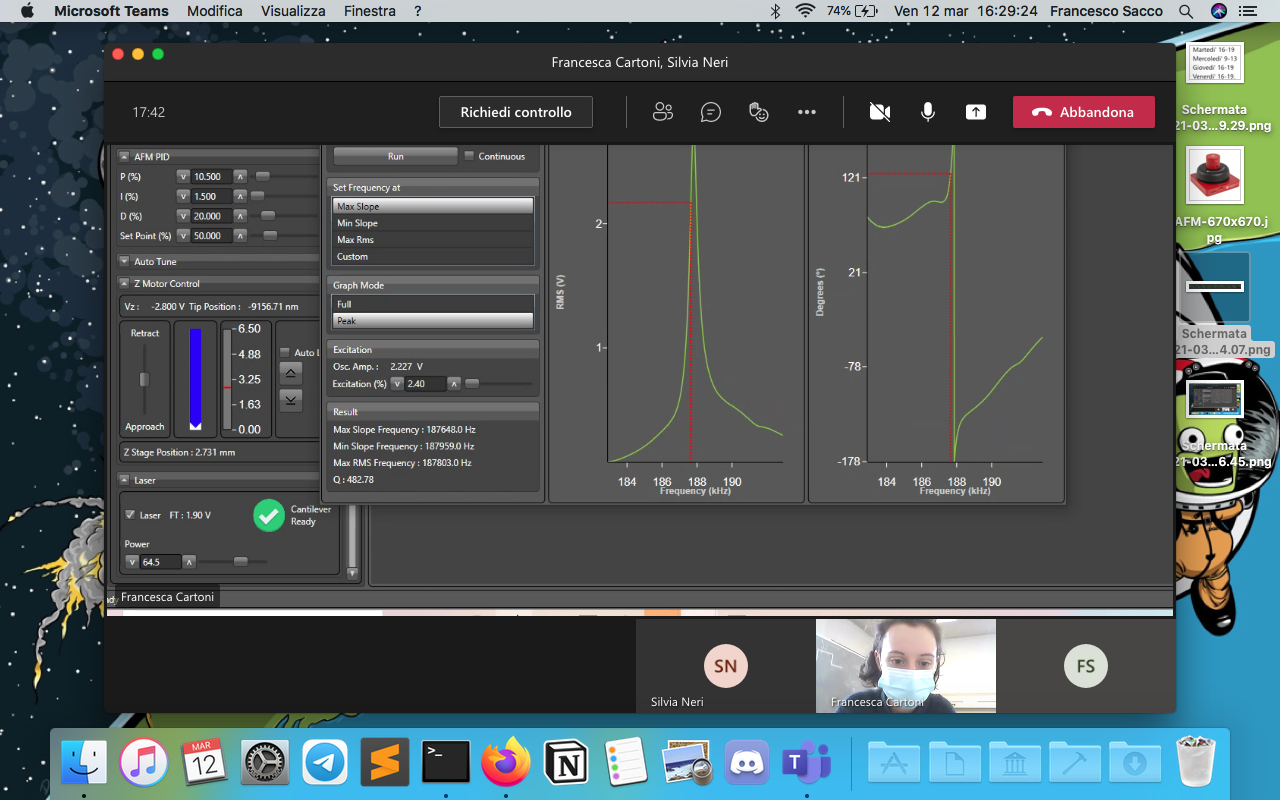 Microsoft Teams Modifica Visualizza Finestra ? 74% Ven 12 mar 16:29:24 Francesco Sacco
Francesca Cartoni, Silvia Neri
17:42 Richiedi controllo Abbandona
AFM PID
P (%) 10.500
I (%) 1.500
D (%) 20.000
Set Point (%) 50.000
Auto Tune
Z Motor Control
Vz : -2.800 V Tip Position : -9156.71 nm
Retract
Approach
6.50
4.88
3.25
1.63
0.00
Auto
Z Stage Position : 2.731 mm
Laser
Laser FT : 1.90 V
Cantilever
Ready
Power
64.5
Run Continuous
Set Frequency at
Max Slope
Min Slope
Max Rms
Custom
Graph Mode
Full
Peak
Excitation
Osc. Amp. : 2.227 V
Excitation (%) 2.40
Result
Max Slope Frequency : 187648.0 Hz
Min Slope Frequency : 187959.0 Hz
Max RMS Frequency : 187803.0 Hz
Q : 482.78
RMS (V)
2
1
184 186 188 190
Frequency (kHz)
Degrees (°)
121
21
-78
-178
184 186 188 190
Frequency (kHz)
Francesca Cartoni
SN
Silvia Neri
Francesca Cartoni
FS
Martedi' 16-19
Mercoledi' 9-13
Giovedi' 16-19
Venerdi' 16-19
Schermata
21-03...9.29.png
AFM-670x670.j
pg
Schermata
21-03...4.07.png
Schermata
21-03...6.45.png
MAR
12
>_
N
T